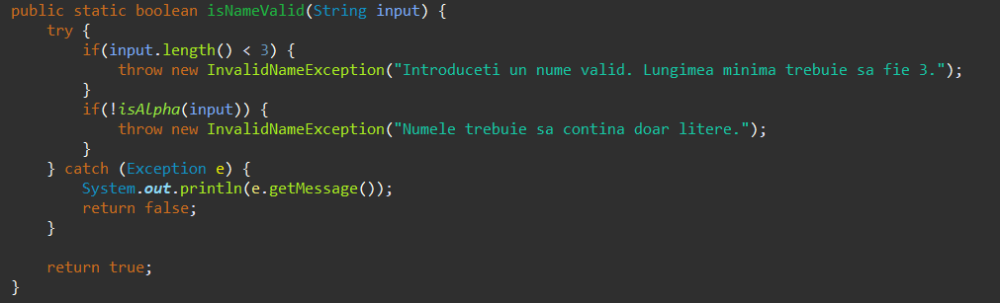 public static boolean isNameValid(String input) {
    try {
        if(input.length() < 3) {
            throw new InvalidNameException("Introduceti un nume valid. Lungimea minima trebuie sa fie 3.");
        }
        if(!isAlpha(input)) {
            throw new InvalidNameException("Numele trebuie sa contina doar litere.");
        }
    } catch (Exception e) {
        System.out.println(e.getMessage());
        return false;
    }

    return true;
}